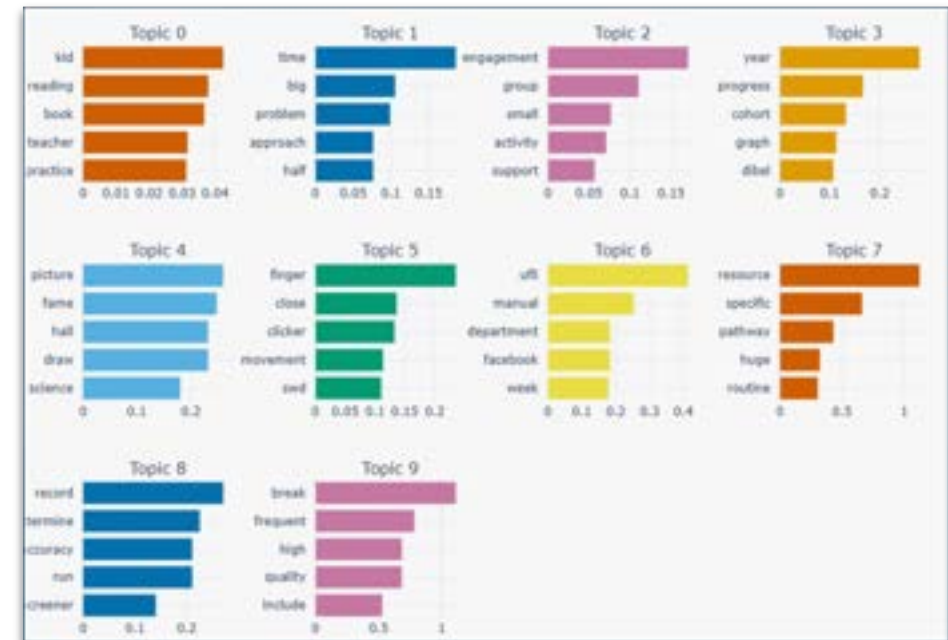 Topic 0
kid
reading
book
teacher
practice
0 0.01 0.02 0.03 0.04
Topic 1
time
big
problem
approach
half
0 0.05 0.1 0.15
Topic 2
engagement
group
small
activity
support
0 0.05 0.1 0.15
Topic 3
year
progress
cohort
graph
dibel
0 0.1 0.2
Topic 4
picture
fame
hall
draw
science
0 0.1 0.2
Topic 5
finger
close
clicker
movement
swd
0 0.05 0.1 0.15 0.2
Topic 6
ufli
manual
department
facebook
week
0 0.1 0.2 0.3 0.4
Topic 7
resource
specific
pathway
huge
routine
0 0.5 1
Topic 8
record
termine
ccuracy
run
creener
0 0.1 0.2
Topic 9
break
frequent
high
quality
include
0 0.5 1